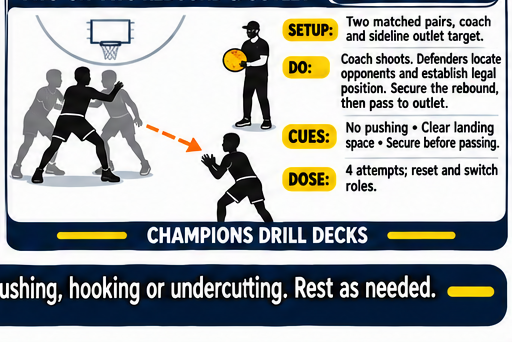 SETUP: Two matched pairs, coach
and sideline outlet target.
DO: Coach shoots. Defenders locate
opponents and establish legal
position. Secure the rebound,
then pass to outlet.
CUES: No pushing • Clear landing
space • Secure before passing.
DOSE: 4 attempts; reset and switch
roles.
CHAMPIONS DRILL DECKS
ushing, hooking or undercutting. Rest as needed.